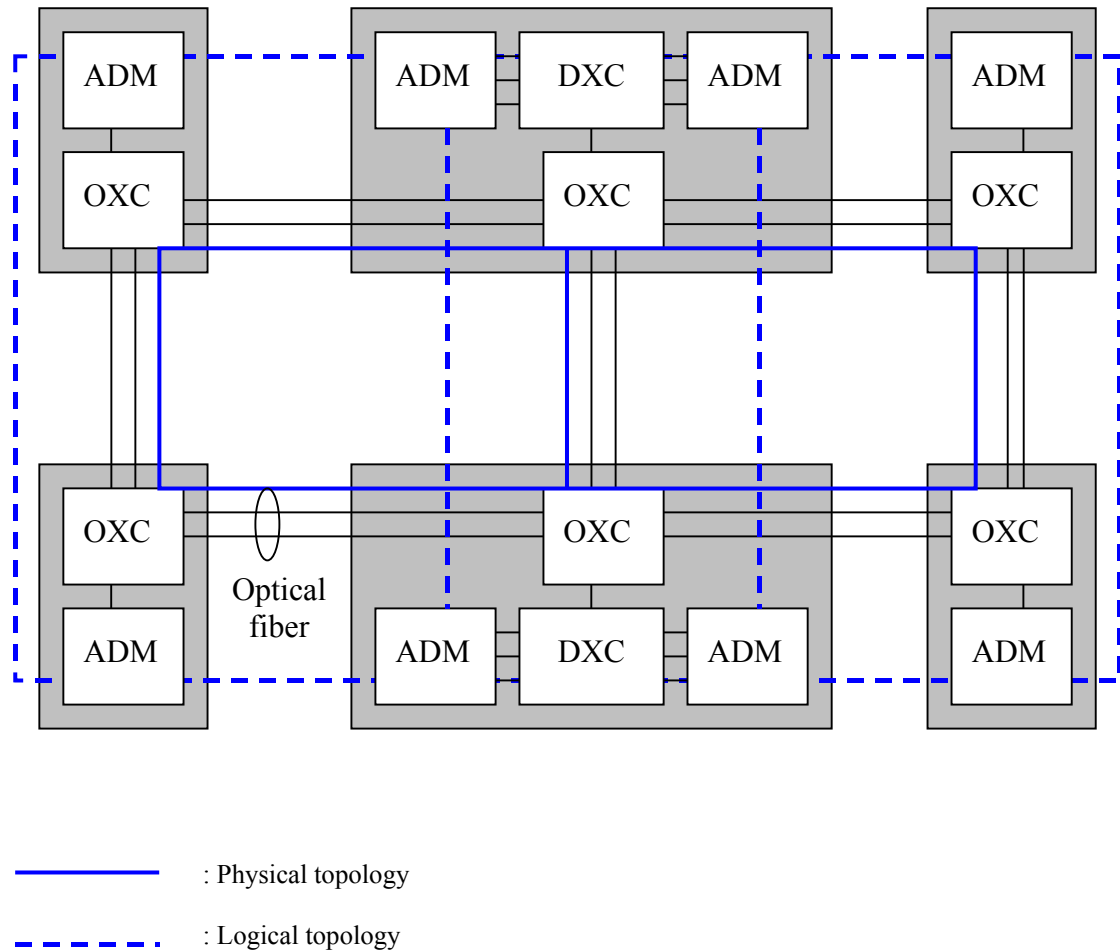 ADM
ADM
DXC
ADM
ADM
OXC
OXC
OXC
OXC
OXC
OXC
Optical
fiber
ADM
ADM
DXC
ADM
ADM
: Physical topology
: Logical topology